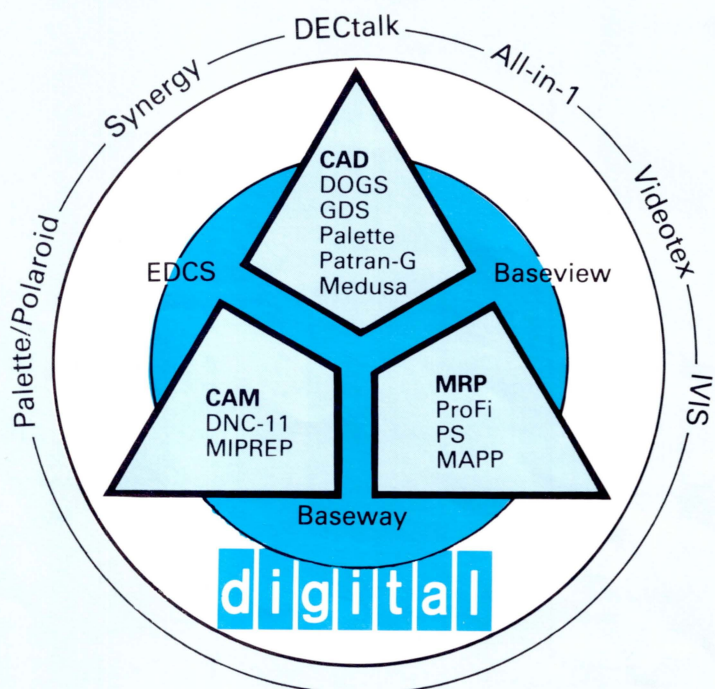 DECtalk
Synergy
All-in-1
Palette/Polaroid
Videotex
IVIS
CAD
DOGS
GDS
Palette
Patran-G
Medusa
EDCS
Baseview
CAM
DNC-11
MIPREP
MRP
ProFi
PS
MAPP
Baseway
digital